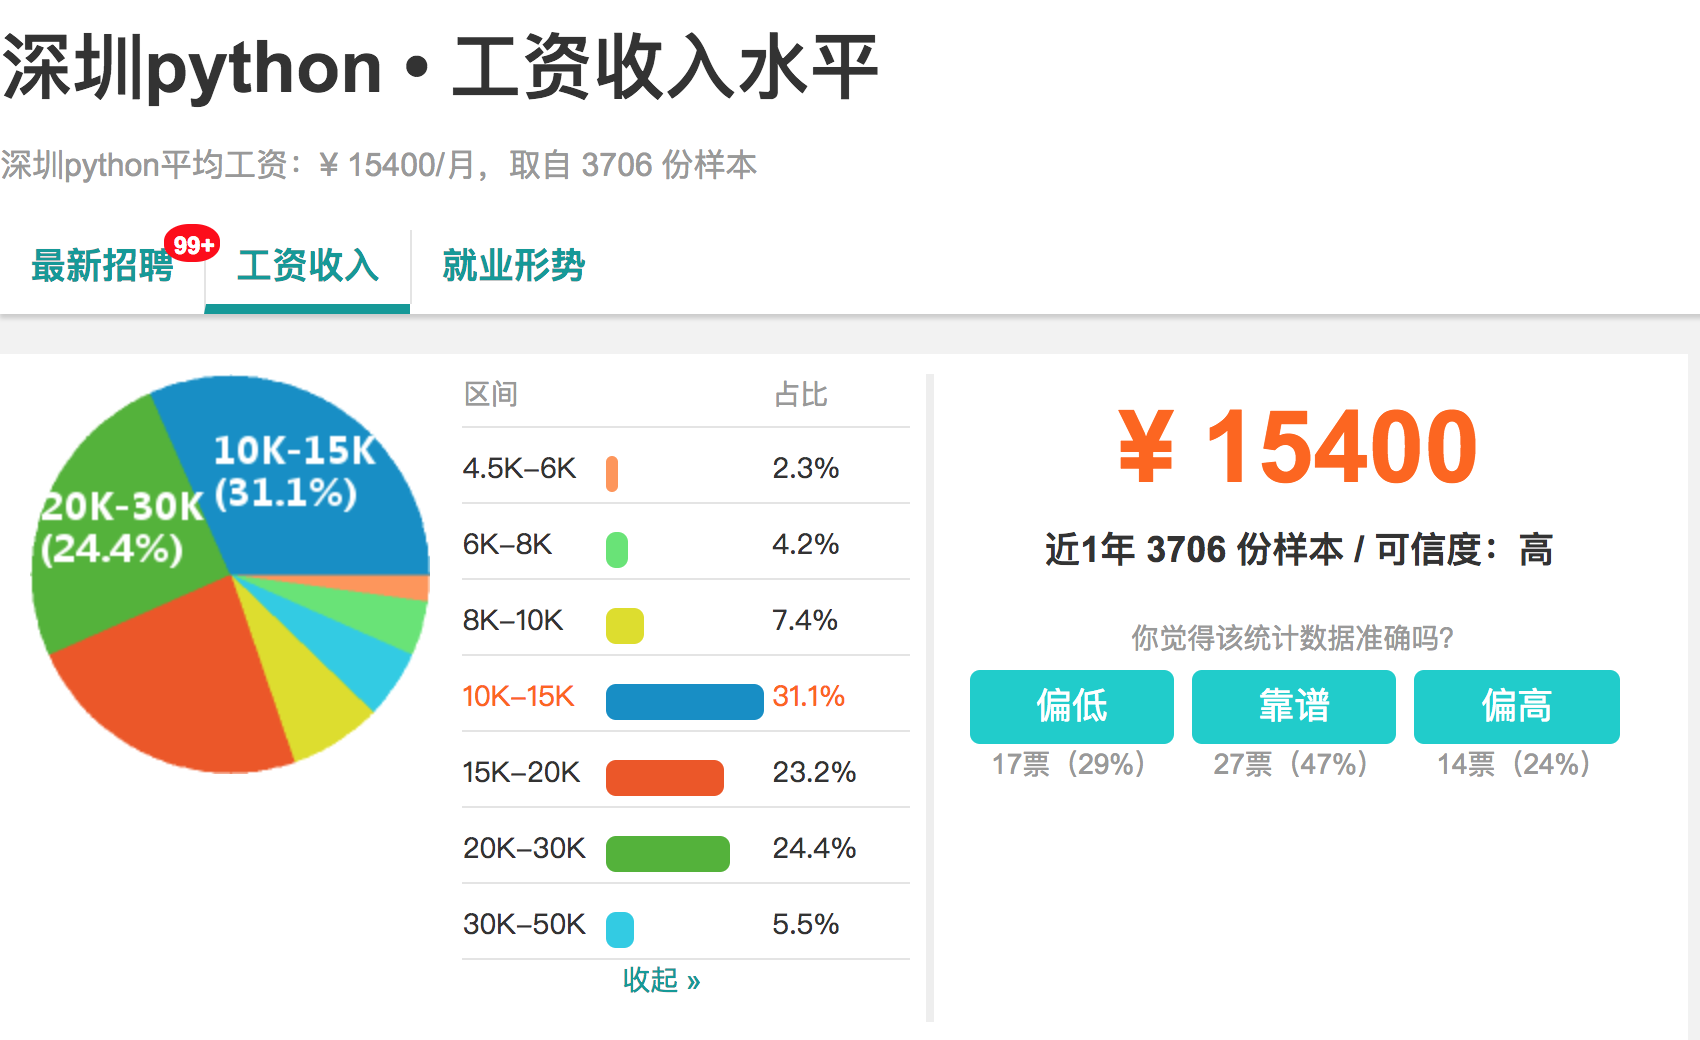 深圳python • 工资收入水平
深圳python平均工资：¥ 15400/月，取自 3706 份样本
最新招聘 99+ 工资收入 就业形势
10K-15K
(31.1%)
20K-30K
(24.4%)
区间 占比
4.5K–6K 2.3%
6K–8K 4.2%
8K–10K 7.4%
10K–15K 31.1%
15K–20K 23.2%
20K–30K 24.4%
30K–50K 5.5%
收起 »
¥ 15400
近1年 3706 份样本 / 可信度：高
你觉得该统计数据准确吗?
偏低 靠谱 偏高
17票（29%） 27票（47%） 14票（24%）